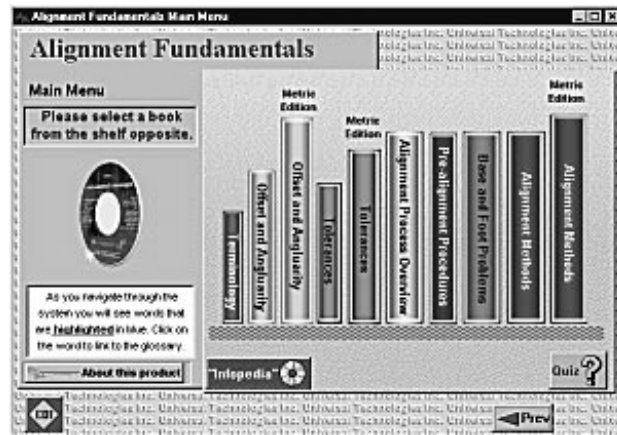 Alignment Fundamentals Main Menu
Alignment Fundamentals
Main Menu
Please select a book
from the shelf opposite.
As you navigate through the
system you will see words that
are highlighted in blue. Click on
the word to link to the glossary.
About this product
Terminology
Offset and Angluarity
Metric
Edition
Offset and Angluarity
Tolerances
Metric
Edition
Tolerances
Alignment Process Overview
Pre-alignment Procedures
Base and Foot Problems
Alignment Methods
Metric
Edition
Alignment Methods
"Infopedia"
Quiz
Prev